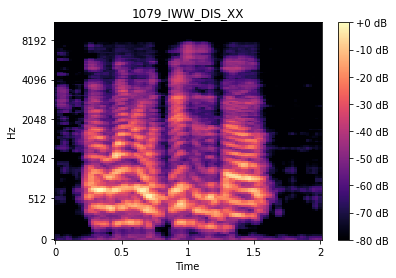 1079_IWW_DIS_XX
+0 dB
8192
-10 dB
4096
-20 dB
-30 dB
2048
Hz
-40 dB
1024
-50 dB
512
-60 dB
-70 dB
0
-80 dB
0
0.5
1
1.5
2
Time